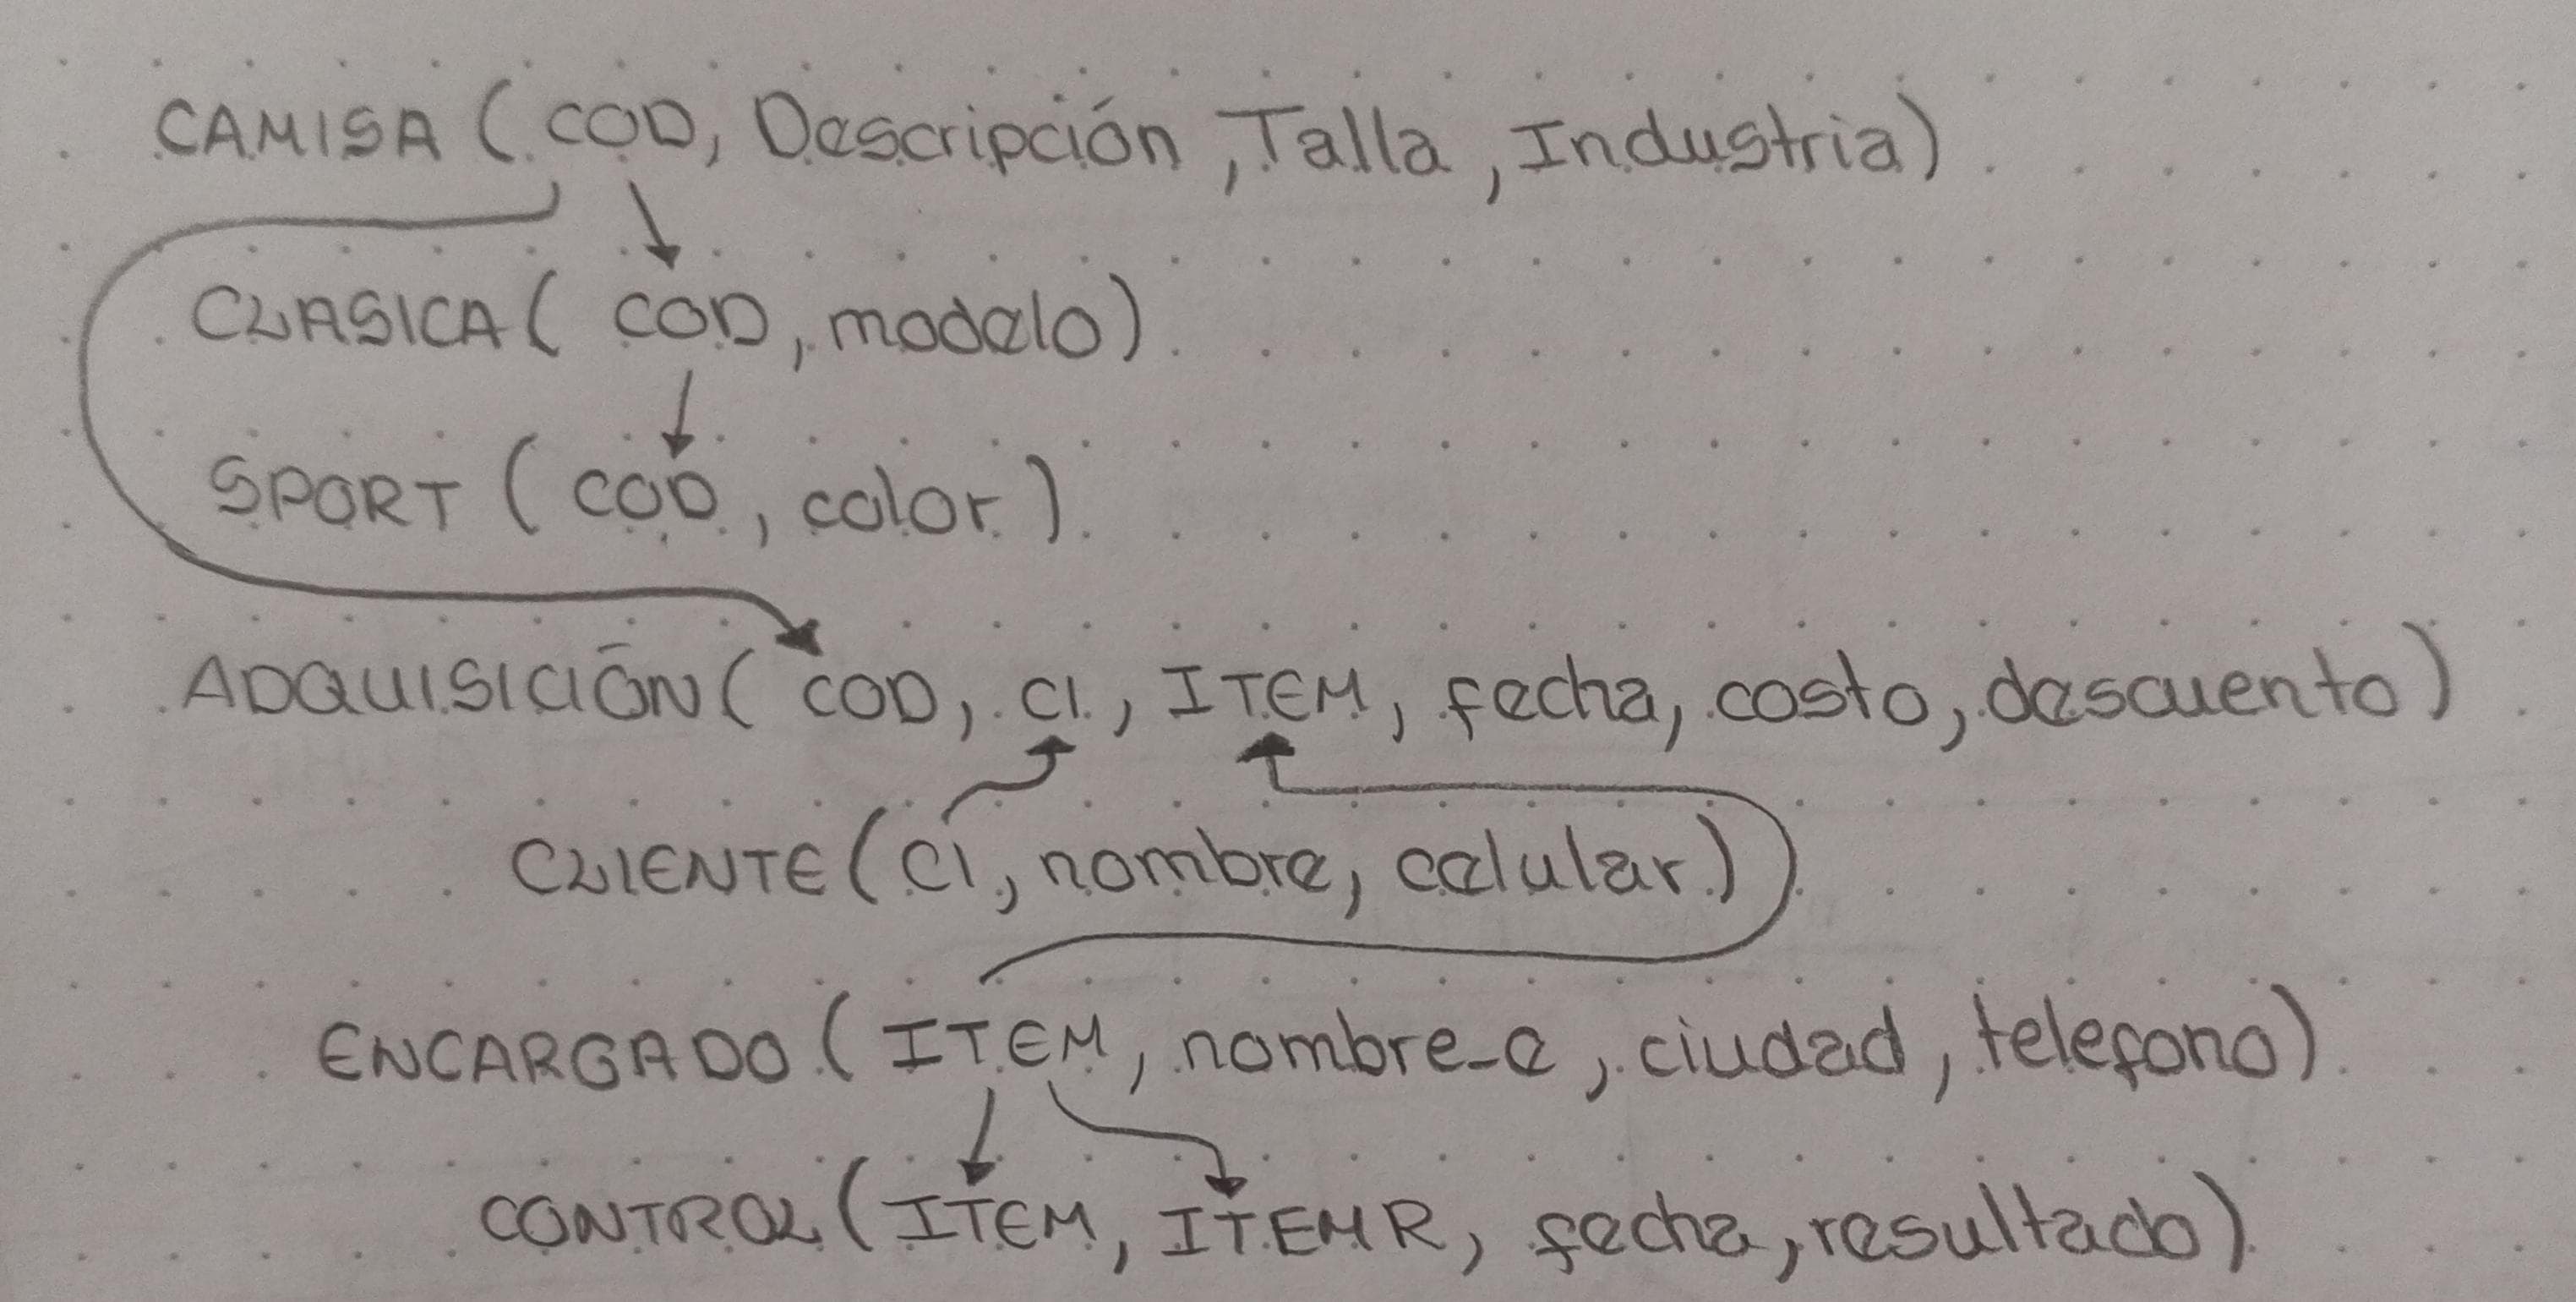 CAMISA (COD, Descripción, Talla, Industria)
CLASICA (COD, modelo)
SPORT (COD, color)
ADQUISICIÓN (COD, CI, ITEM, fecha, costo, descuento)
CLIENTE (CI, nombre, celular)
ENCARGADO (ITEM, nombre_e, ciudad, telefono)
CONTROL (ITEM, ITEMR, fecha, resultado)